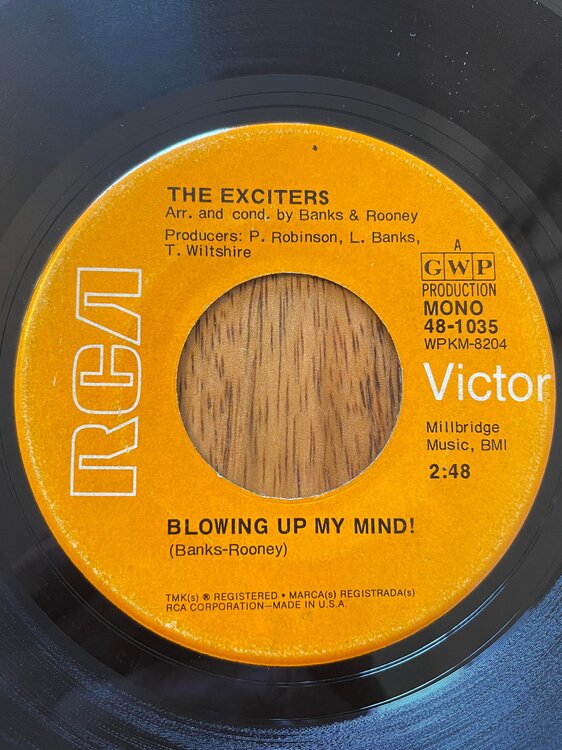 THE EXCITERS
Arr. and cond. by Banks & Rooney
Producers: P. Robinson, L. Banks,
T. Wiltshire
A
GWP
PRODUCTION
MONO
48-1035
WPKM-8204
RCA
Victor
Millbridge
Music, BMI
2:48
BLOWING UP MY MIND!
(Banks-Rooney)
TMK(s) ® REGISTERED • MARCA(s) REGISTRADA(s)
RCA CORPORATION—MADE IN U.S.A.